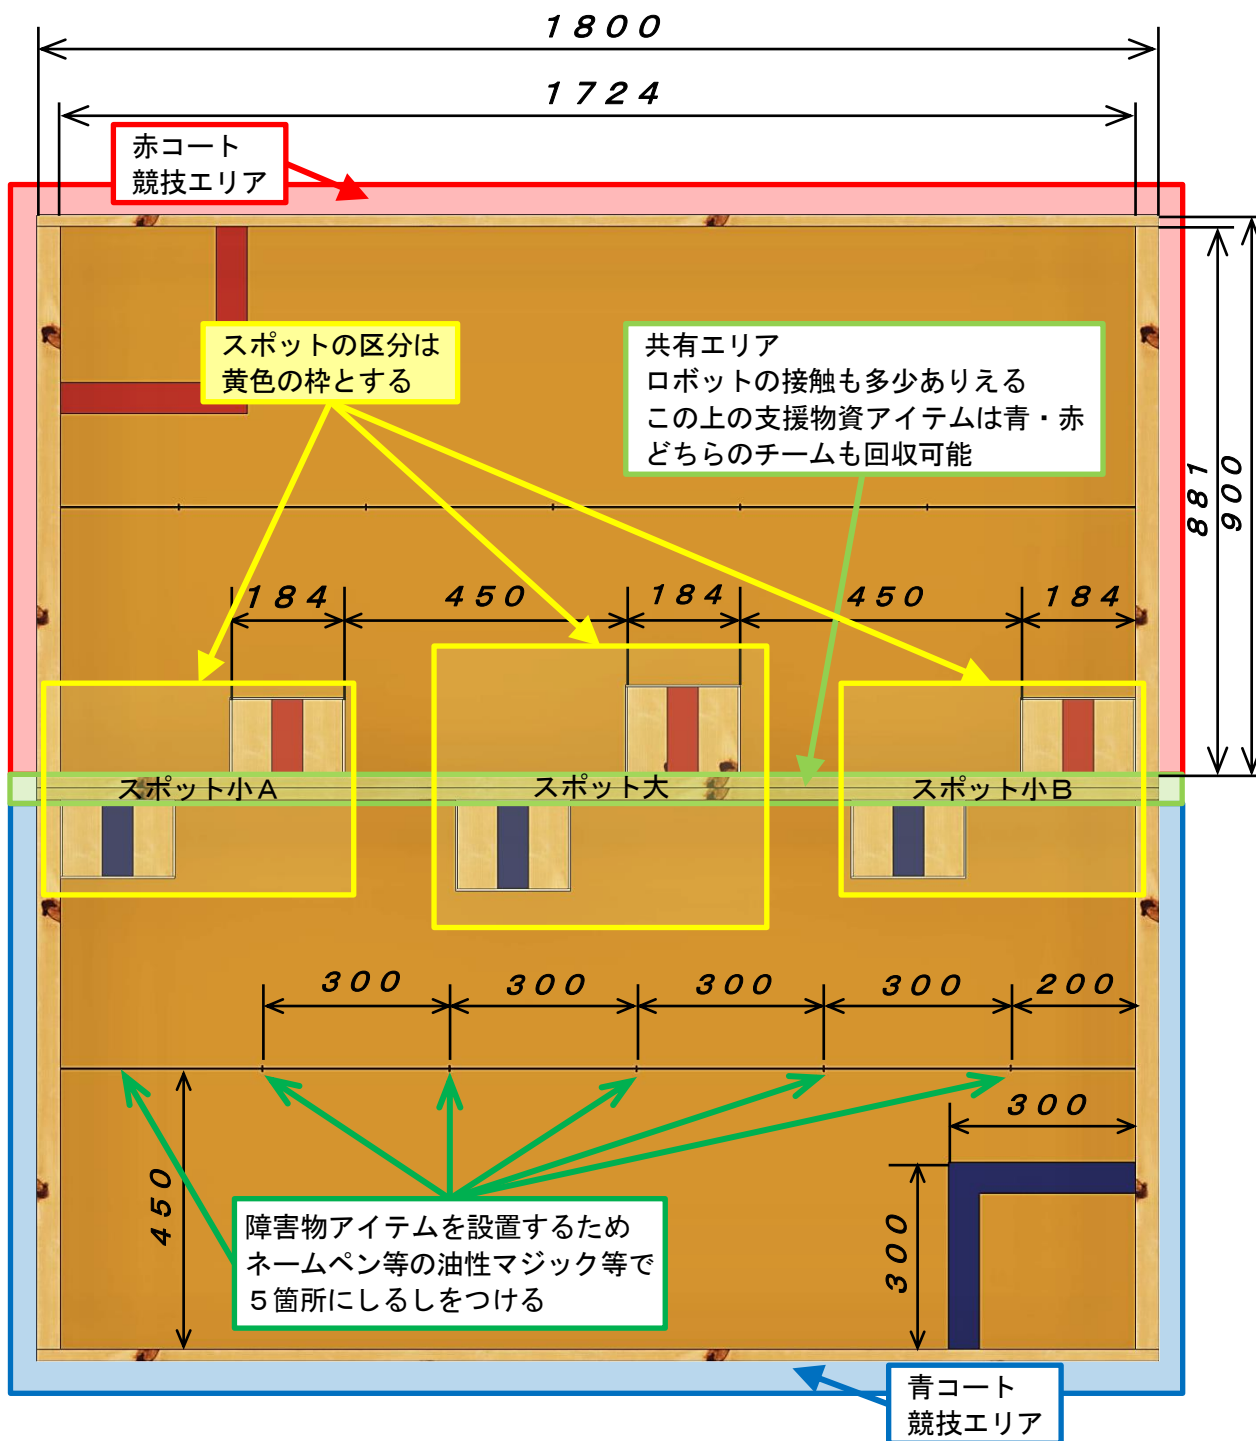 1800
1724
赤コート
競技エリア
スポットの区分は
黄色の枠とする
共有エリア
ロボットの接触も多少ありえる
この上の支援物資アイテムは青・赤
どちらのチームも回収可能
881
900
184
450
184
450
184
スポット小A
スポット大
スポット小B
300
300
300
300
200
300
450
300
障害物アイテムを設置するため
ネームペン等の油性マジック等で
５箇所にしるしをつける
青コート
競技エリア